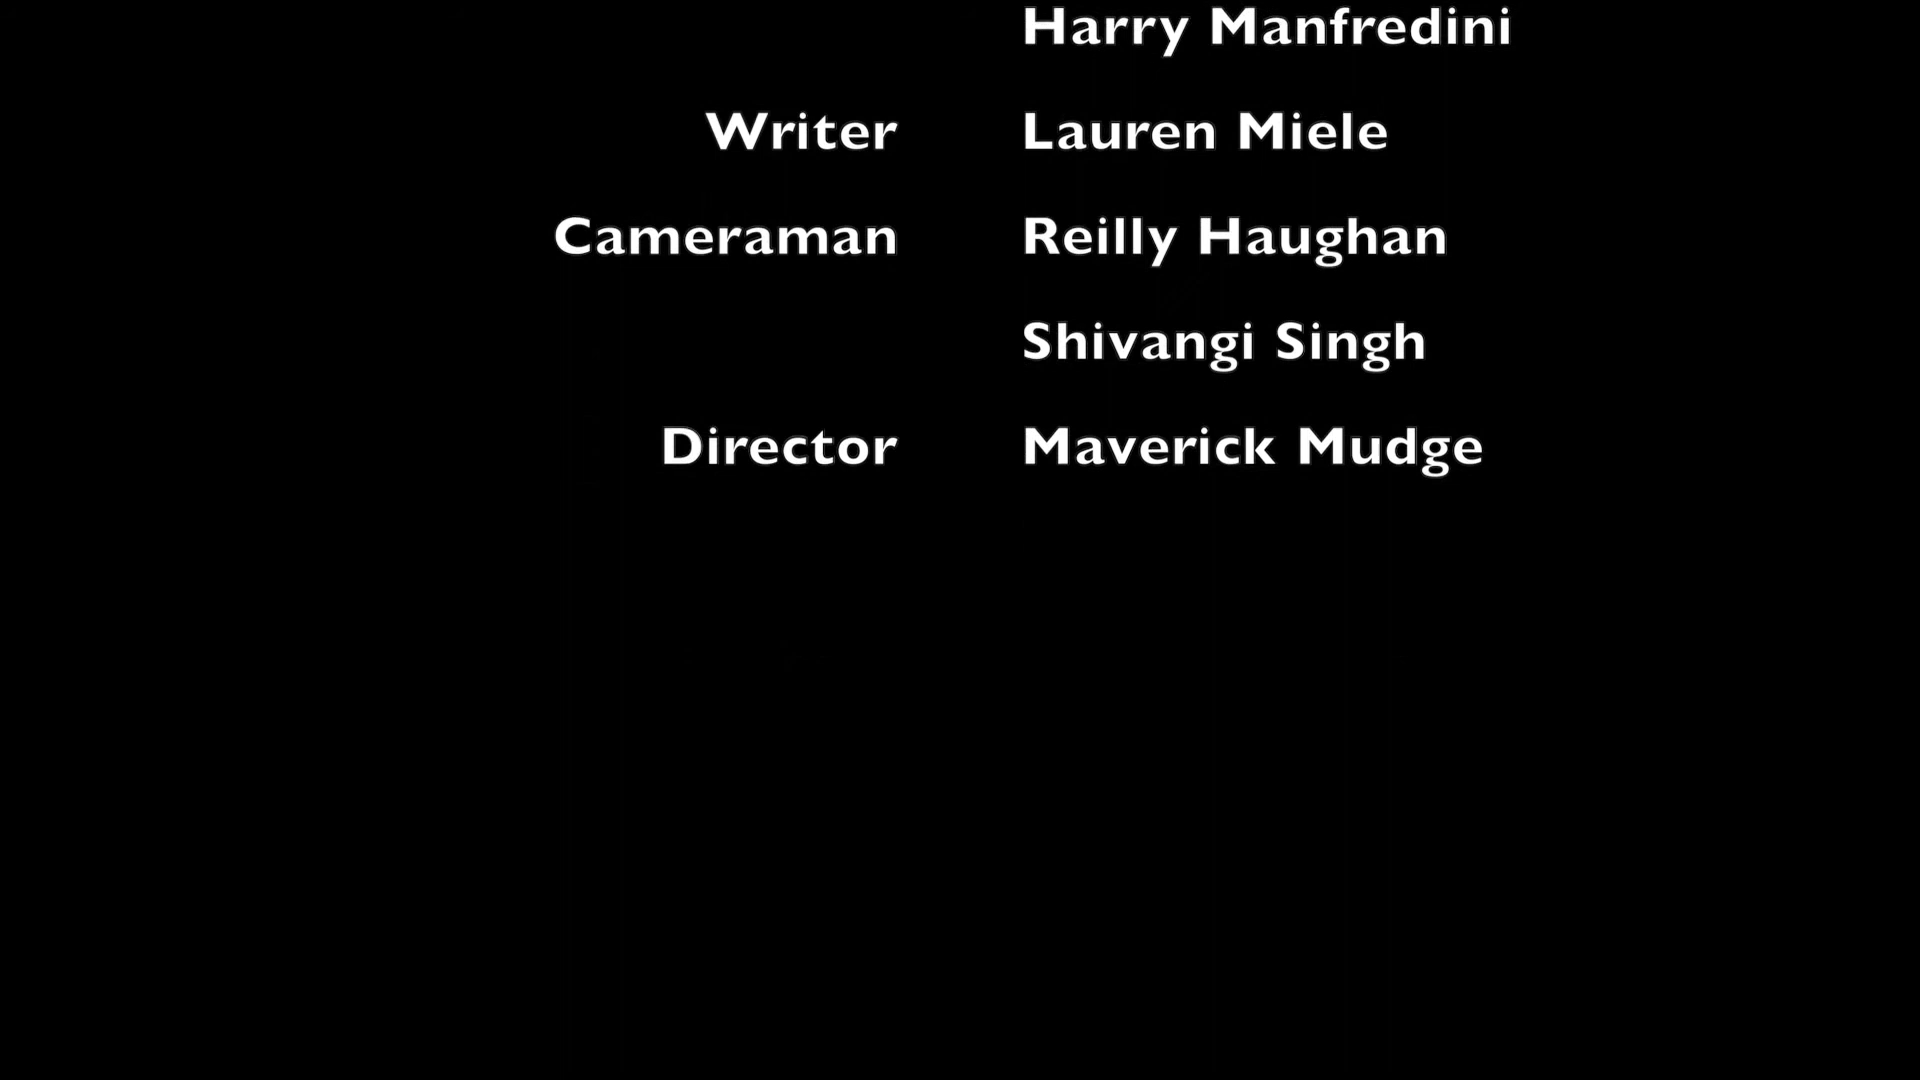 Harry Manfredini
Writer Lauren Miele
Cameraman Reilly Haughan
Shivangi Singh
Director Maverick Mudge